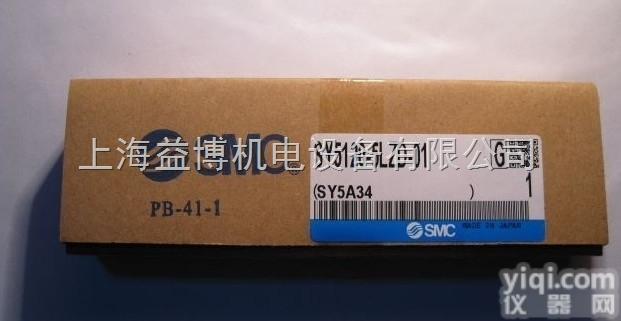 上海益博机电设备有限公司
SMC
PB-41-1
G
(SY5A34 )
1
SMC MADE IN JAPAN
yiqi.com
仪器网